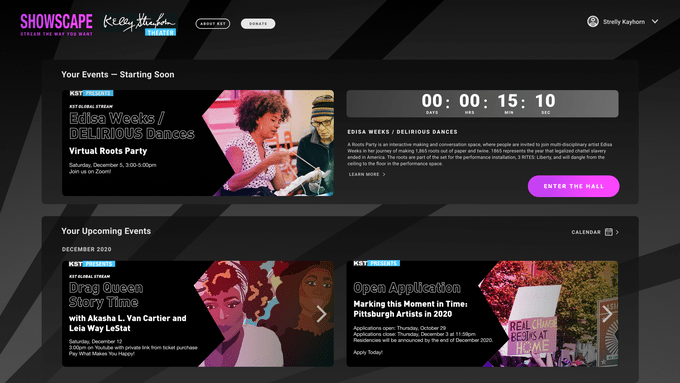 SHOWSCAPE
STREAM THE WAY YOU WANT
Kelly Strayhorn
THEATER
ABOUT KST
DONATE
Strelly Kayhorn
Your Events — Starting Soon
KST PRESENTS
KST GLOBAL STREAM
Edisa Weeks /
DELIRIOUS Dances
Virtual Roots Party
Saturday, December 5, 3:00-5:00pm
Join us on Zoom!
00 : 00 : 15 : 10
DAYS HRS MIN SEC
EDISA WEEKS / DELIRIOUS DANCES
A Roots Party is an interactive making and conversation space, where people are invited to join multi-disciplinary artist Edisa
Weeks in her journey of making 1,865 roots out of paper and twine. 1865 represents the year that legalized chattel slavery
ended in America. The roots are part of the set for the performance installation, 3 RITES: Liberty, and will dangle from the
ceiling to the floor in the performance space.
LEARN MORE >
ENTER THE HALL
Your Upcoming Events
CALENDAR >
DECEMBER 2020
KST PRESENTS
KST GLOBAL STREAM
Drag Queen
Story Time
with Akasha L. Van Cartier and
Leia Way LeStat
Saturday, December 12
3:00pm on Youtube with private link from ticket purchase
Pay What Makes You Happy!
KST PRESENTS
Open Application
Marking this Moment in Time:
Pittsburgh Artists in 2020
Applications open: Thursday, October 29
Applications close: Thursday, December 3 at 11:59pm
Residencies will be announced by the end of December 2020.
Apply Today!
REAL CHANGE
BEGINS AT
HOME